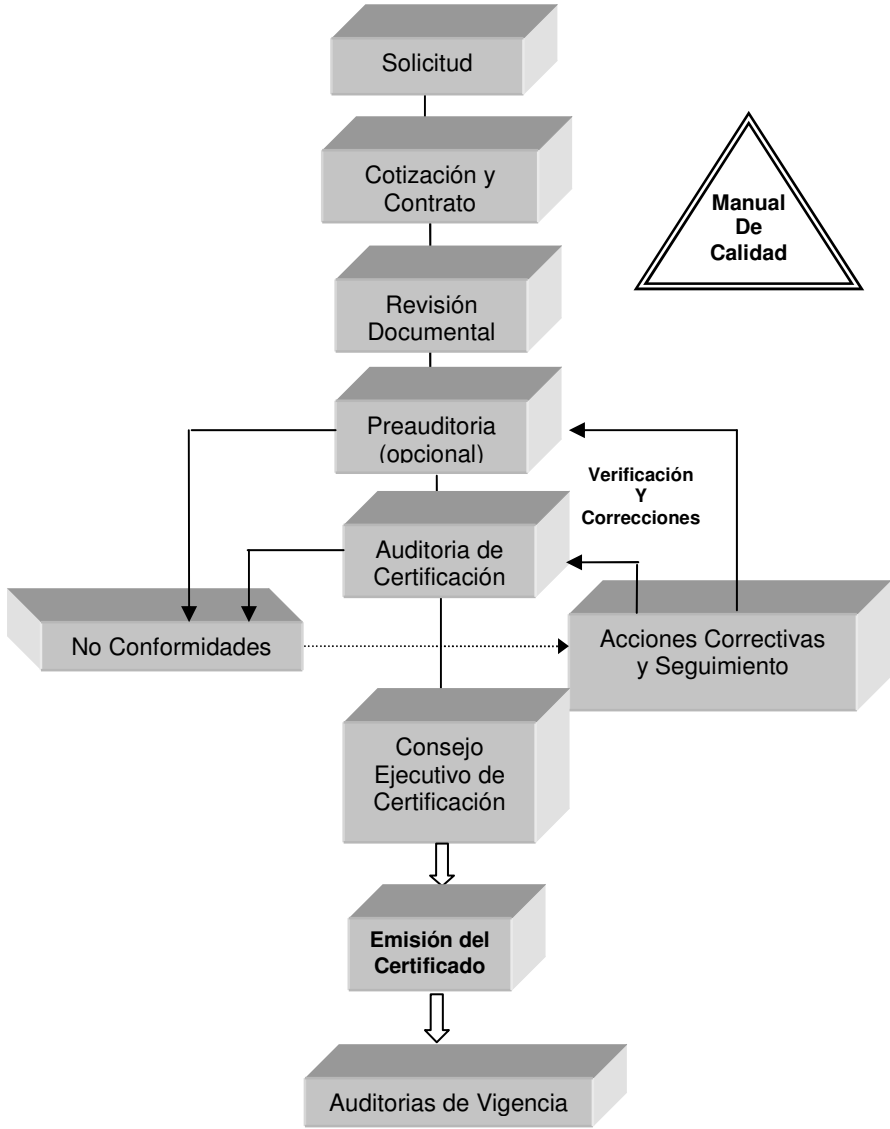 Solicitud
Cotización y
Contrato
Manual
De
Calidad
Revisión
Documental
Preauditoria
(opcional)
Verificación
Y
Correcciones
Auditoria de
Certificación
No Conformidades
Acciones Correctivas
y Seguimiento
Consejo
Ejecutivo de
Certificación
Emisión del
Certificado
Auditorias de Vigencia